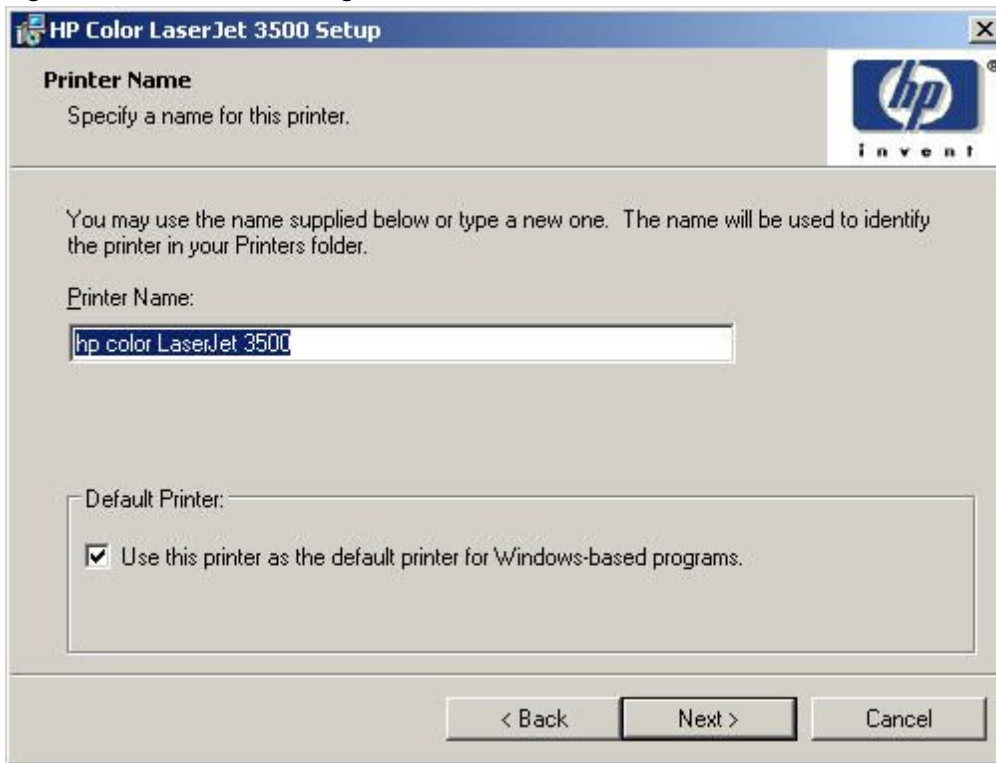 HP Color LaserJet 3500 Setup
Printer Name
Specify a name for this printer.
hp
®
invent
You may use the name supplied below or type a new one. The name will be used to identify
the printer in your Printers folder.
Printer Name:
hp color LaserJet 3500
Default Printer:
Use this printer as the default printer for Windows-based programs.
< Back
Next >
Cancel